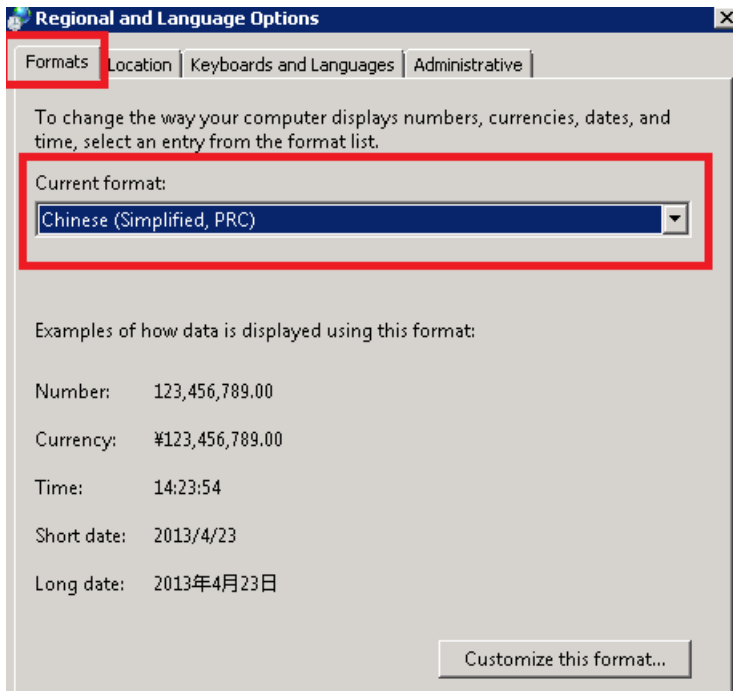 Regional and Language Options
Formats Location Keyboards and Languages Administrative
To change the way your computer displays numbers, currencies, dates, and
time, select an entry from the format list.
Current format:
Chinese (Simplified, PRC)
Examples of how data is displayed using this format:
Number: 123,456,789.00
Currency: ¥123,456,789.00
Time: 14:23:54
Short date: 2013/4/23
Long date: 2013年4月23日
Customize this format...